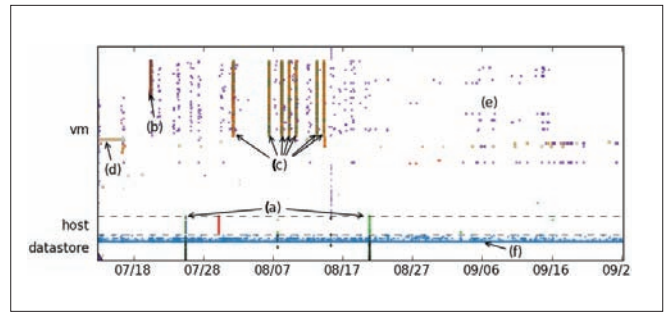 (e)
vm
(b)
(c)
(d)
(a)
host
datastore
(f)
07/18 07/28 08/07 08/17 08/27 09/06 09/16 09/2